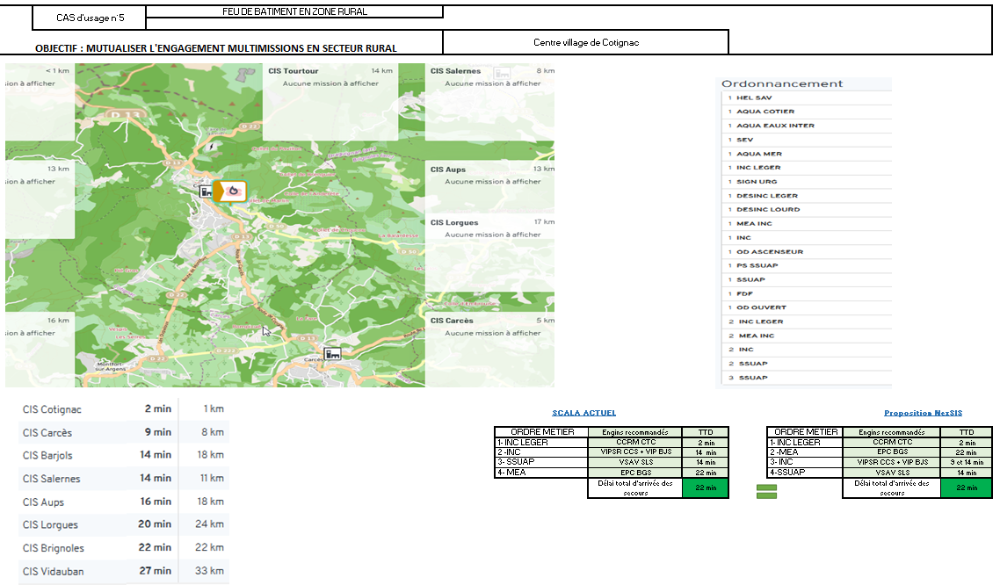 CAS d'usage n°5
FEU DE BATIMENT EN ZONE RURAL
OBJECTIF : MUTUALISER L'ENGAGEMENT MULTIMISSIONS EN SECTEUR RURAL
Centre village de Cotignac
< 1 km
sion à afficher
CIS Tourtour 14 km
Aucune mission à afficher
CIS Salernes 8 km
Aucune mission à afficher
13 km
sion à afficher
CIS Aups 13 km
Aucune mission à afficher
CIS Lorgues 17 km
Aucune mission à afficher
16 km
sion à afficher
CIS Carcès 5 km
Aucune mission à afficher
D 13
D 22
D 13
D 50
D 13
D 50
D 22
D 13
D 222
D 22
Carcès
Montfort-
sur-Argens
Ordonnancement
1 HEL SAV
1 AQUA COTIER
1 AQUA EAUX INTER
1 SEV
1 AQUA MER
1 INC LEGER
1 SIGN URG
1 DESINC LEGER
1 DESINC LOURD
1 MEA INC
1 INC
1 OD ASCENSEUR
1 PS SSUAP
1 SSUAP
1 FDF
1 OD OUVERT
2 INC LEGER
2 MEA INC
2 INC
2 SSUAP
3 SSUAP
CIS Cotignac 2 min 1 km
CIS Carcès 9 min 8 km
CIS Barjols 14 min 18 km
CIS Salernes 14 min 11 km
CIS Aups 16 min 18 km
CIS Lorgues 20 min 24 km
CIS Brignoles 22 min 22 km
CIS Vidauban 27 min 33 km
SCALA ACTUEL
ORDRE METIER Engins recommandés TTD
1- INC LEGER CCRM CTC 2 min
2 -INC VIPSR CCS + VIP BJS 14 min
3- SSUAP VSAV SLS 14 min
4- MEA EPC BGS 22 min
Délai total d'arrivée des
secours 22 min
Proposition NexSIS
ORDRE METIER Engins recommandés TTD
1- INC LEGER CCRM CTC 2 min
2 -MEA EPC BGS 22 min
3- INC VIPSR CCS + VIP BJS 9 et 14 min
4-SSUAP VSAV SLS 14 min
Délai total d'arrivée des
secours 22 min